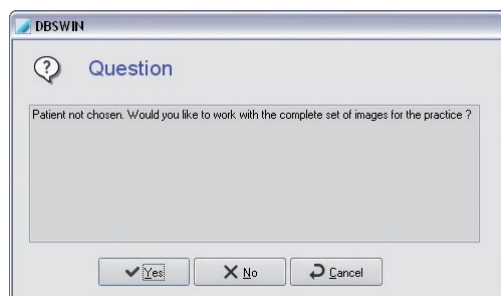 DBSWIN
Question
Patient not chosen. Would you like to work with the complete set of images for the practice ?
Yes No Cancel